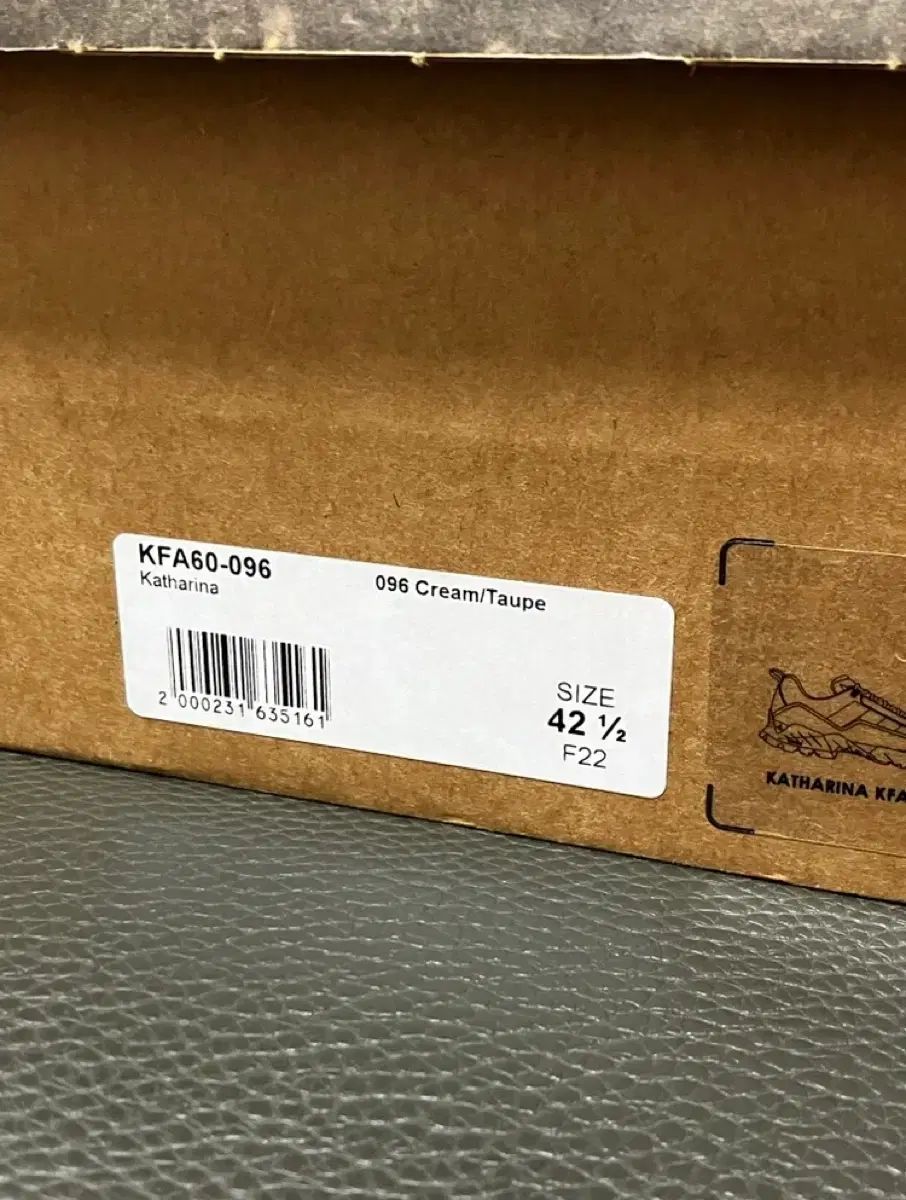 KFA60-096
Katharina
096 Cream/Taupe
2 000231 635161
SIZE
42 ½
F22
KATHARINA KFA